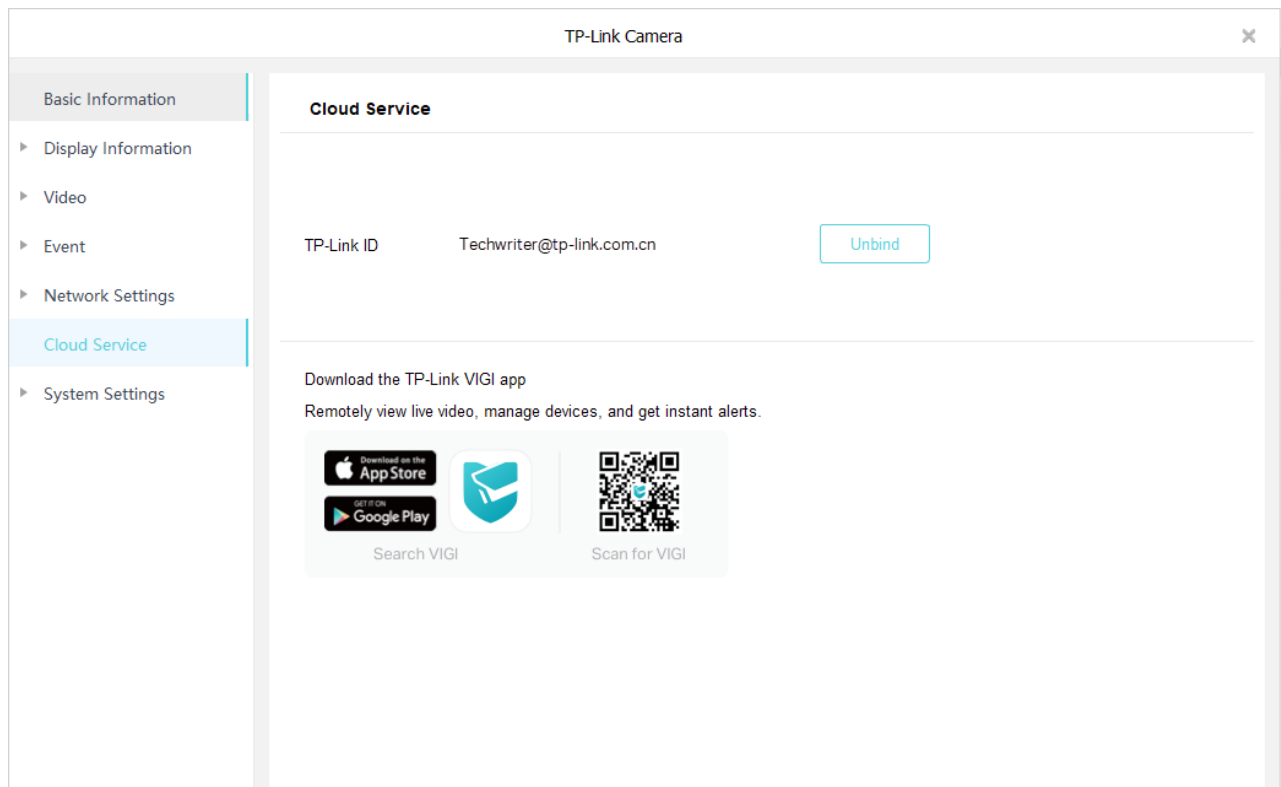 TP-Link Camera
Basic Information
Display Information
Video
Event
Network Settings
Cloud Service
System Settings
Cloud Service
TP-Link ID Techwriter@tp-link.com.cn Unbind
Download the TP-Link VIGI app
Remotely view live video, manage devices, and get instant alerts.
Download on the
App Store
GET IT ON
Google Play
Search VIGI
Scan for VIGI